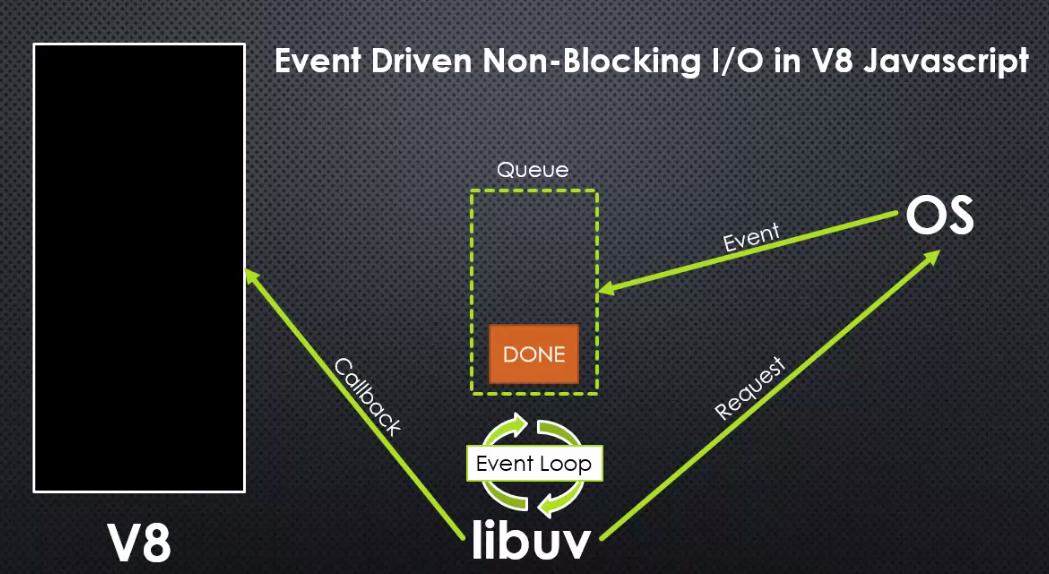 Event Driven Non-Blocking I/O in V8 Javascript
Queue
OS
Event
DONE
Callback
Request
Event Loop
libuv
V8